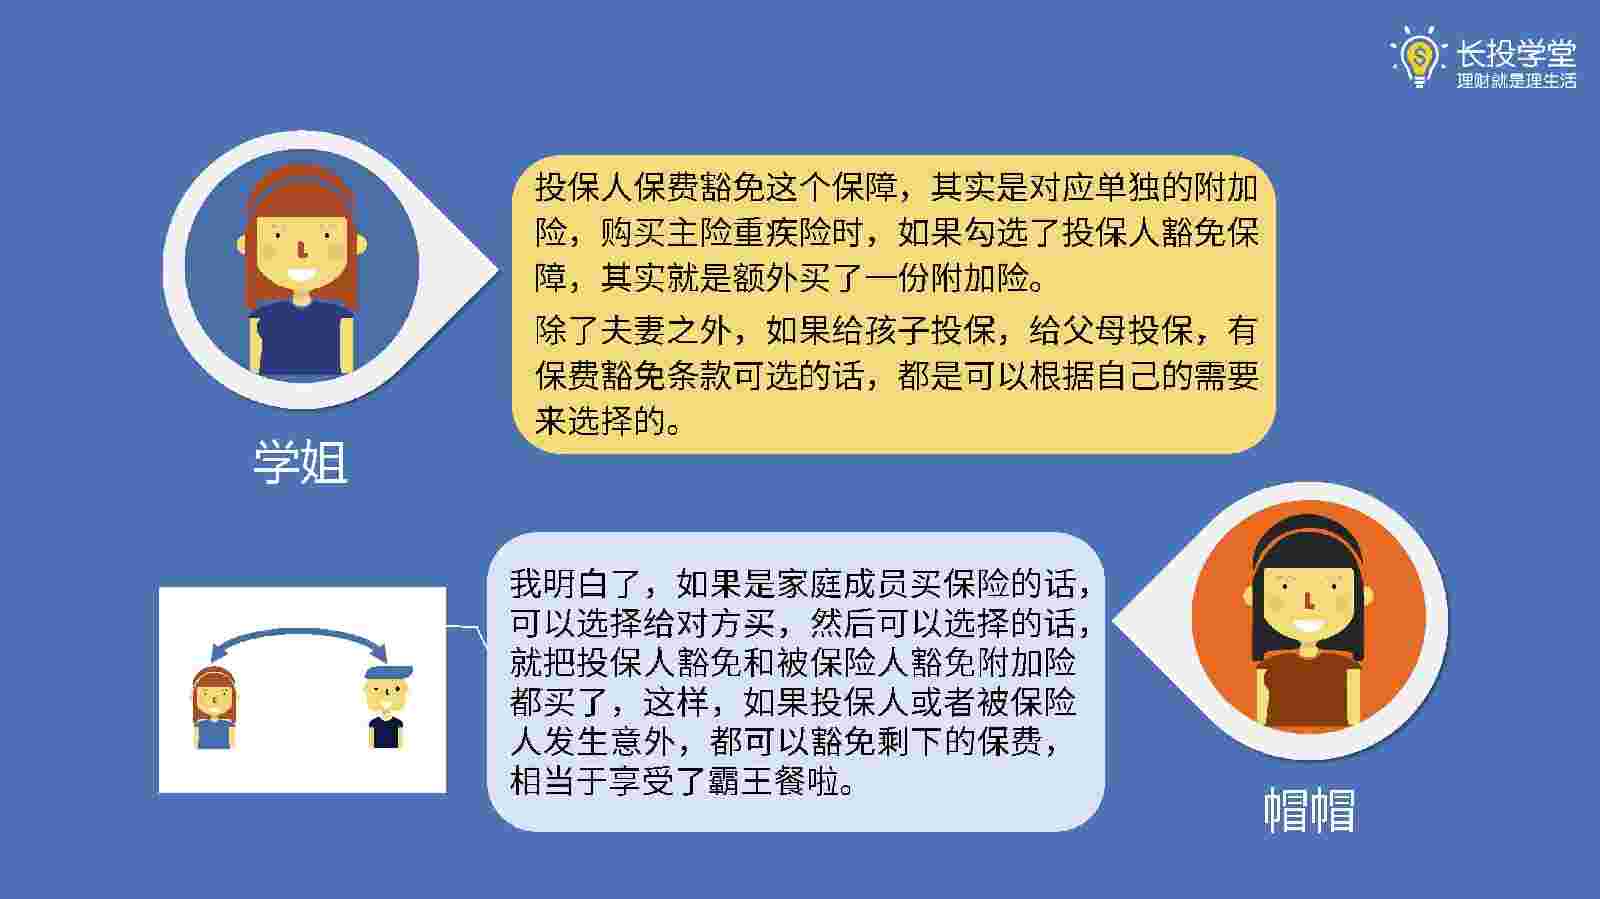 长投学堂
理财就是理生活
投保人保费豁免这个保障，其实是对应单独的附加
险，购买主险重疾险时，如果勾选了投保人豁免保
障，其实就是额外买了一份附加险。
除了夫妻之外，如果给孩子投保，给父母投保，有
保费豁免条款可选的话，都是可以根据自己的需要
来选择的。
学姐
我明白了，如果是家庭成员买保险的话，
可以选择给对方买，然后可以选择的话，
就把投保人豁免和被保险人豁免附加险
都买了，这样，如果投保人或者被保险
人发生意外，都可以豁免剩下的保费，
相当于享受了霸王餐啦。
帽帽